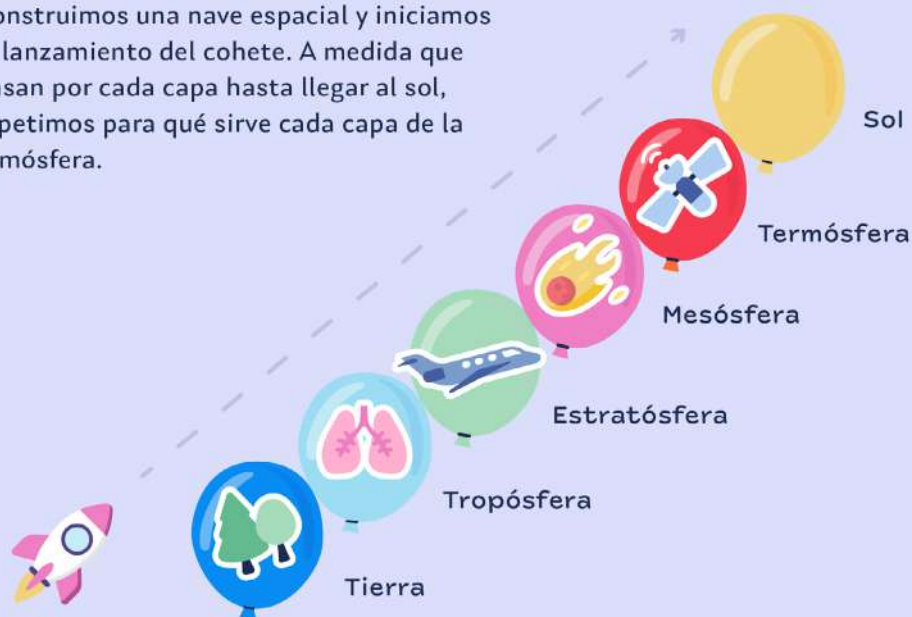 onstruimos una nave espacial y iniciamos
lanzamiento del cohete. A medida que
san por cada capa hasta llegar al sol,
petimos para qué sirve cada capa de la
mósfera.
Sol
Termósfera
Mesósfera
Estratósfera
Tropósfera
Tierra